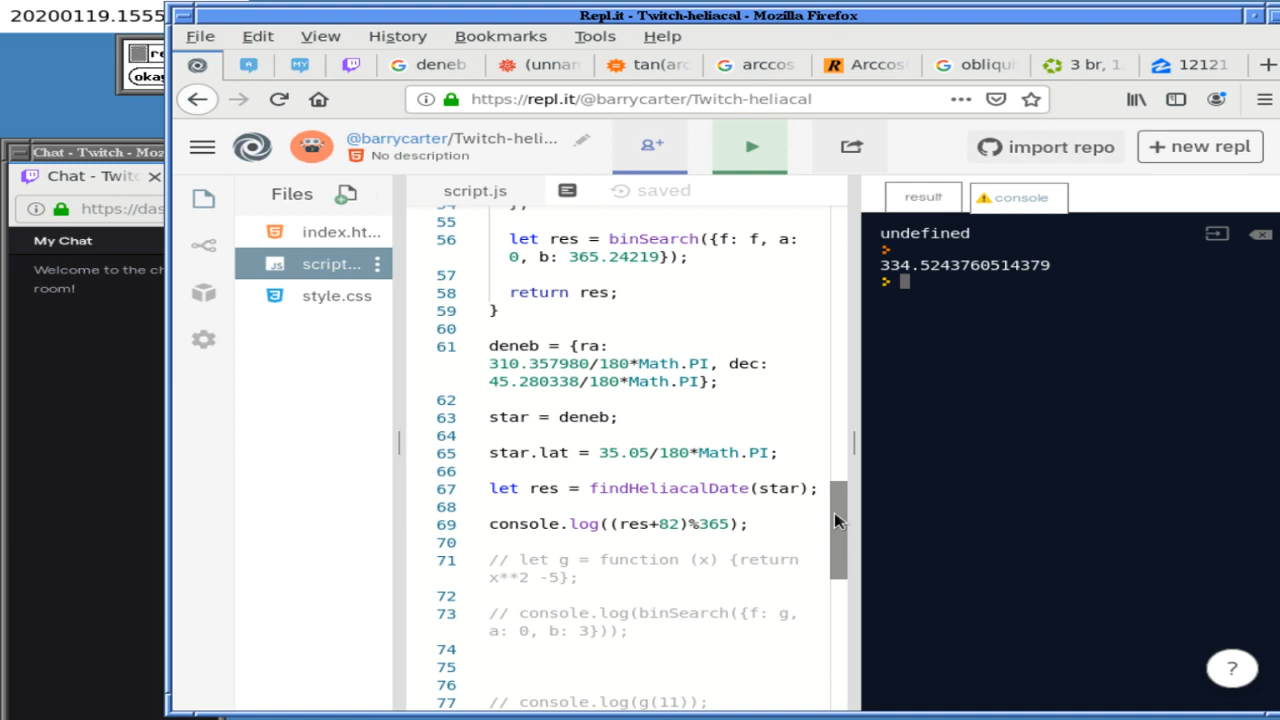 20200119.1555
Repl.it - Twitch-heliacal - Mozilla Firefox
File Edit View History Bookmarks Tools Help
re
(okay
deneb (unnan tan(arc arccos Arccos( obliqui 3 br, 1. 12121
https://repl.it/@barrycarter/Twitch-heliacal
Chat - Twitch - Moz
Chat - Twitc
https://das
My Chat
Welcome to the ch
room!
@barrycarter/Twitch-heli...
No description
import repo
+ new repl
Files
index.ht...
script...
style.css
script.js
saved
54 };
55
56 let res = binSearch({f: f, a:
0, b: 365.24219});
57
58 return res;
59 }
60
61 deneb = {ra:
310.357980/180*Math.PI, dec:
45.280338/180*Math.PI};
62
63 star = deneb;
64
65 star.lat = 35.05/180*Math.PI;
66
67 let res = findHeliacalDate(star);
68
69 console.log((res+82)%365);
70
71 // let g = function (x) {return
x**2 -5};
72
73 // console.log(binSearch({f: g,
a: 0, b: 3}));
74
75
76
77 // console.log(g(11));
result console
undefined
>
334.5243760514379
>
?